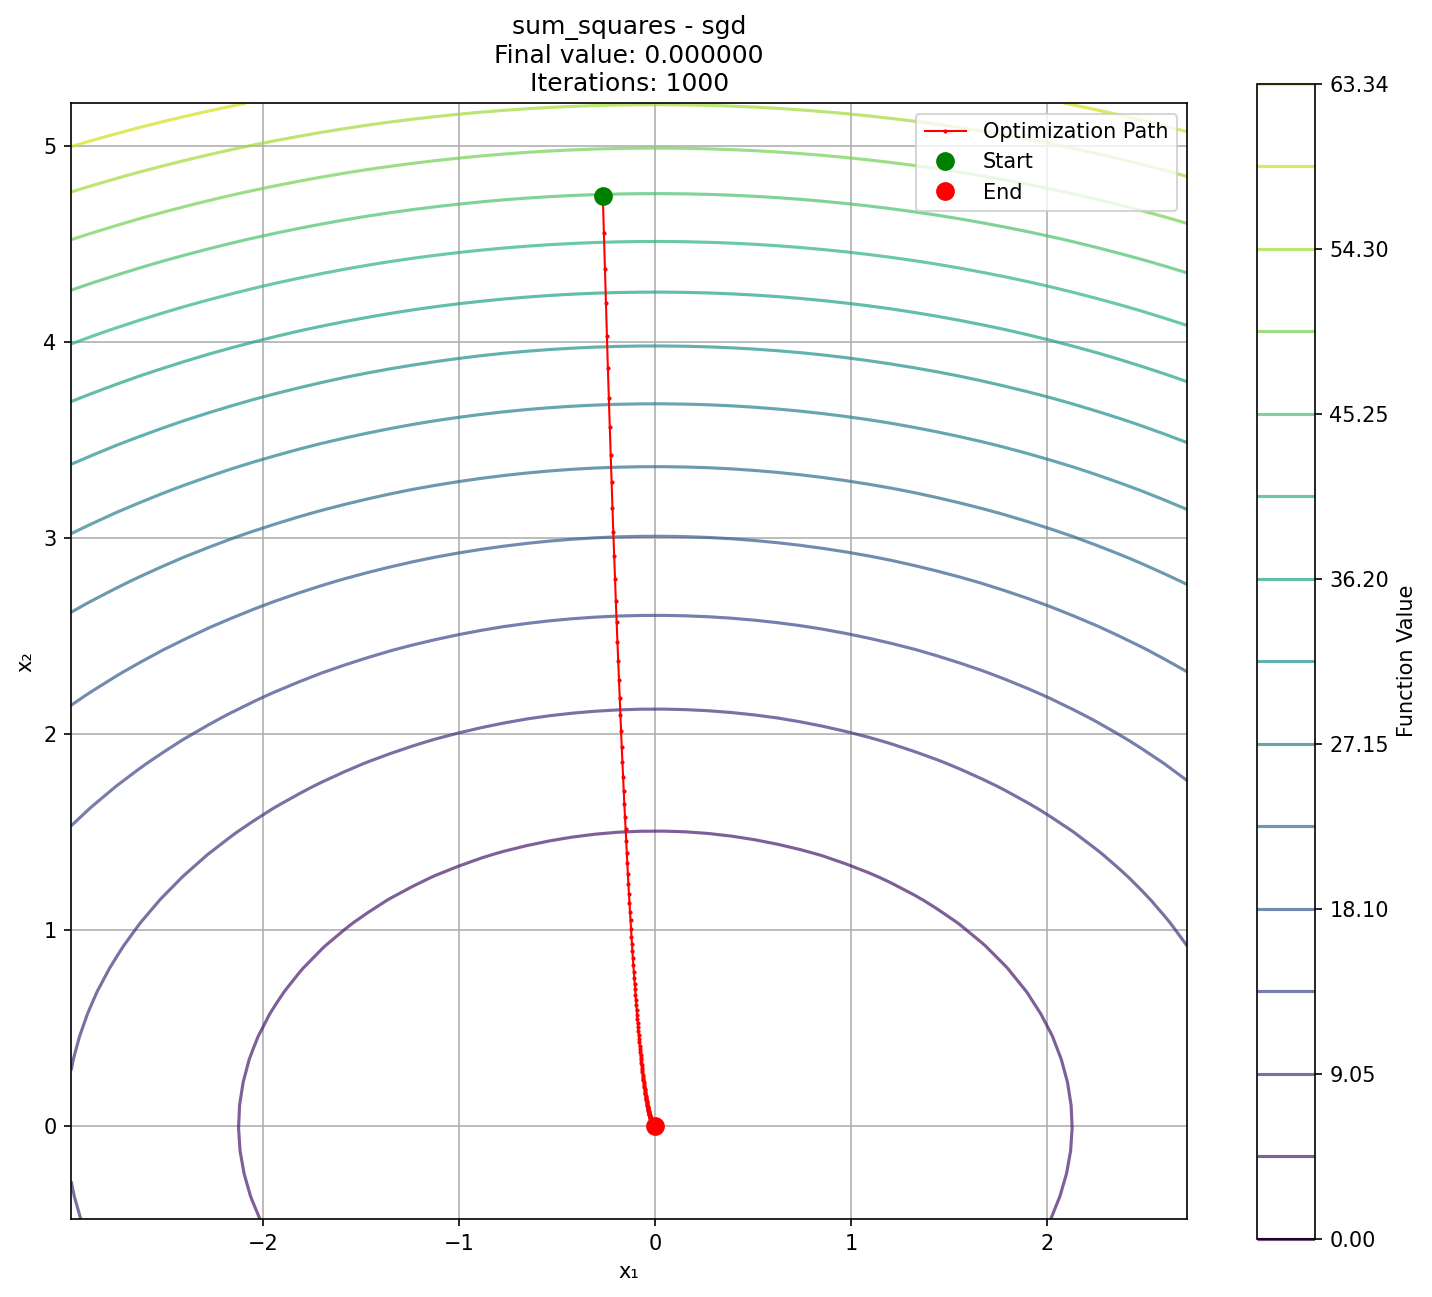 sum_squares - sgd
Final value: 0.000000
Iterations: 1000
Optimization Path
Start
End
5
4
3
2
1
0
−2
−1
0
1
2
x₁
x₂
63.34
54.30
45.25
36.20
27.15
18.10
9.05
0.00
Function Value